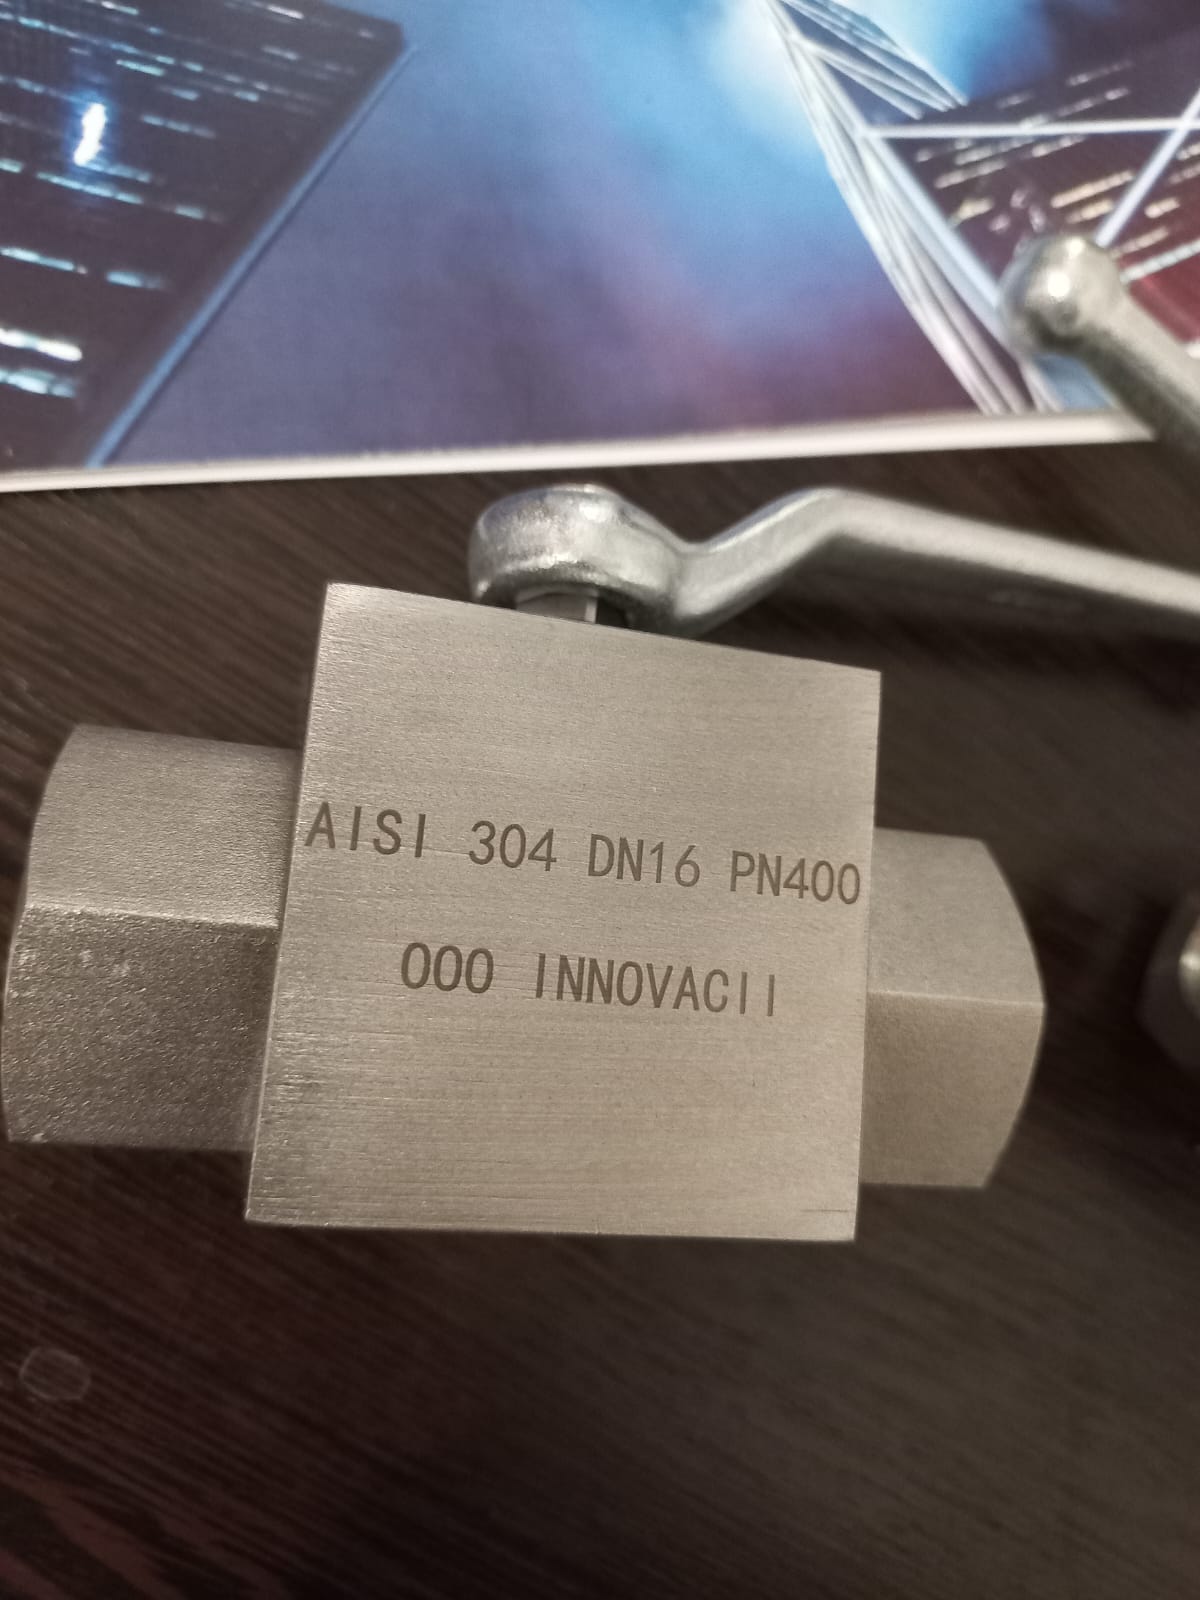 AISI 304 DN16 PN400
OOO INNOVACII